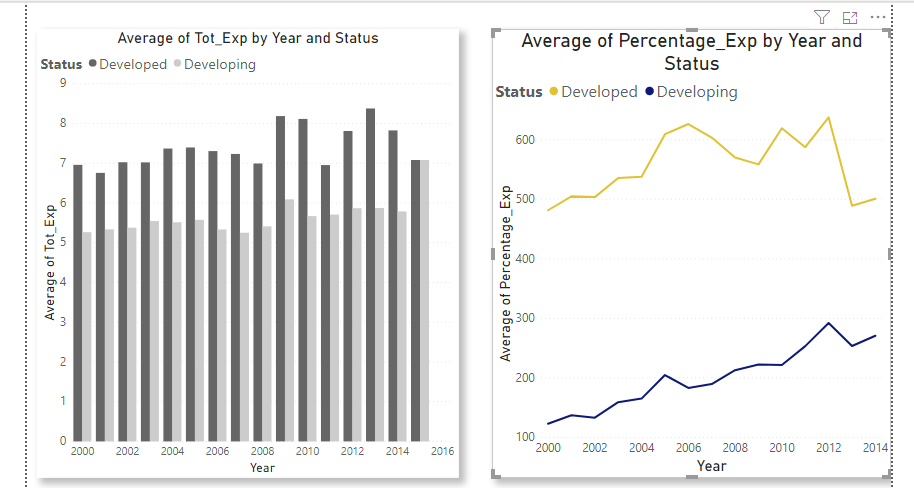 Average of Tot_Exp by Year and Status
Status Developed Developing
9
8
7
6
5
4
3
2
1
0
Average of Tot_Exp
2000 2002 2004 2006 2008 2010 2012 2014 2016
Year
Average of Percentage_Exp by Year and
Status
Status Developed Developing
600
500
400
300
200
100
Average of Percentage_Exp
2000 2002 2004 2006 2008 2010 2012 2014
Year